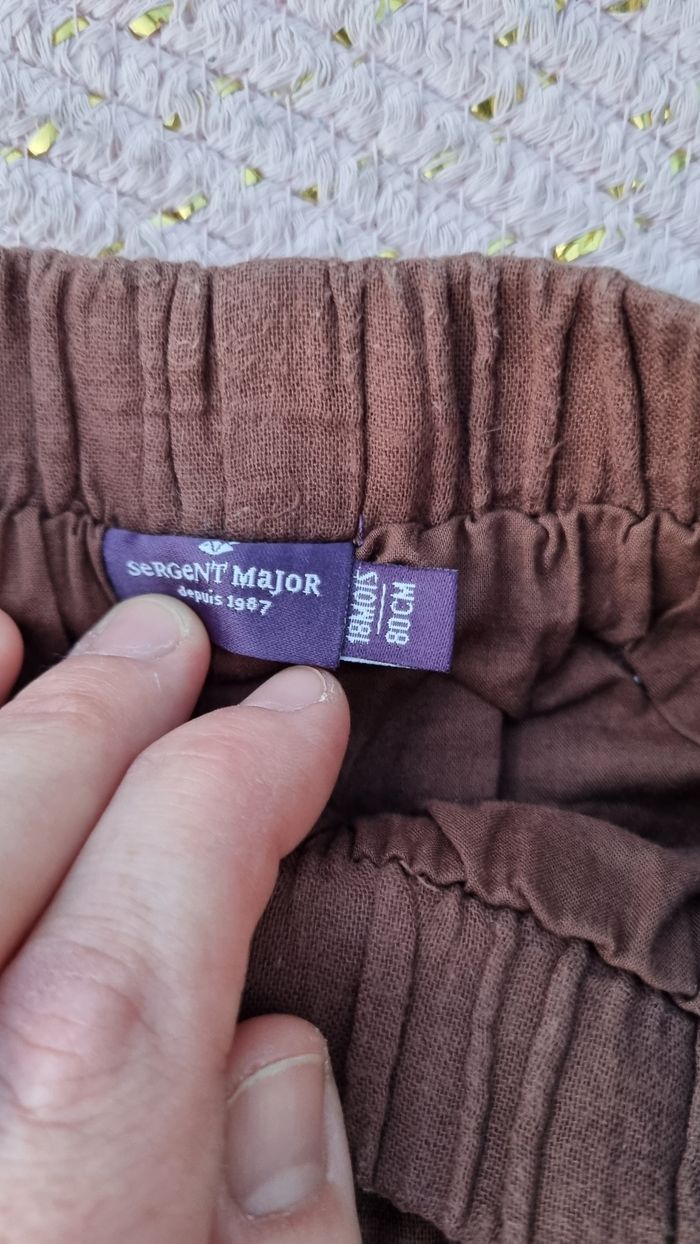 SeRGeNT MaJoR
depuis 1987
18MOIS
80CM